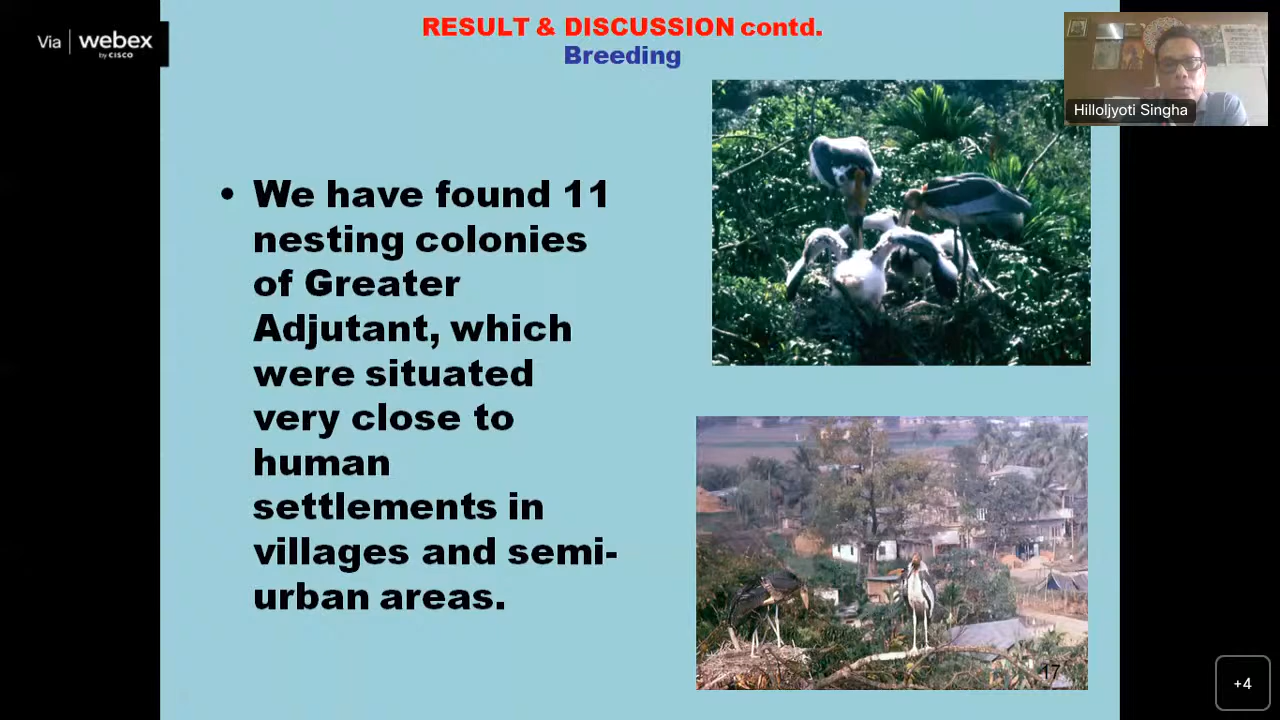 Via webex
by CISCO
RESULT & DISCUSSION contd.
Breeding
Hilloljyoti Singha
• We have found 11
nesting colonies
of Greater
Adjutant, which
were situated
very close to
human
settlements in
villages and semi-
urban areas.
17
+4